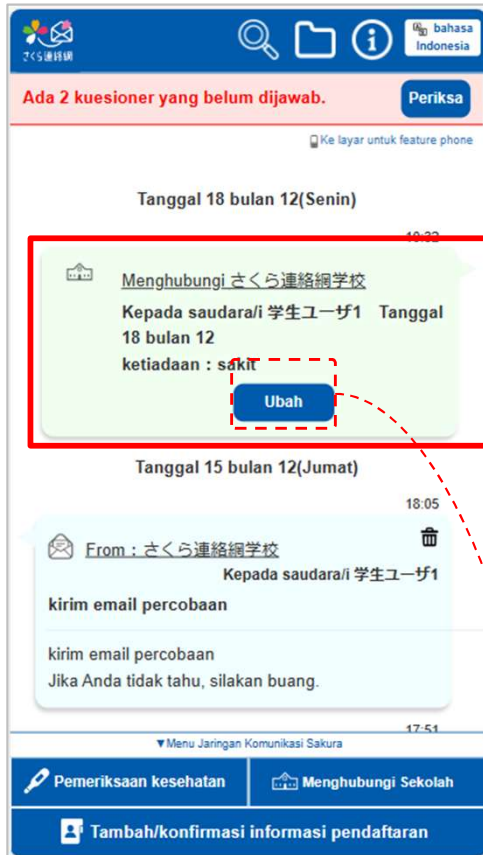 さくら連絡網
bahasa
Indonesia
Ada 2 kuesioner yang belum dijawab.
Periksa
Ke layar untuk feature phone
Tanggal 18 bulan 12(Senin)
Menghubungi さくら連絡網学校
Kepada saudara/i 学生ユーザ1 Tanggal
18 bulan 12
ketiadaan：sakit
Ubah
Tanggal 15 bulan 12(Jumat)
18:05
From：さくら連絡網学校
Kepada saudara/i 学生ユーザ1
kirim email percobaan
kirim email percobaan
Jika Anda tidak tahu, silakan buang.
17:51
▼Menu Jaringan Komunikasi Sakura
Pemeriksaan kesehatan
Menghubungi Sekolah
Tambah/konfirmasi informasi pendaftaran